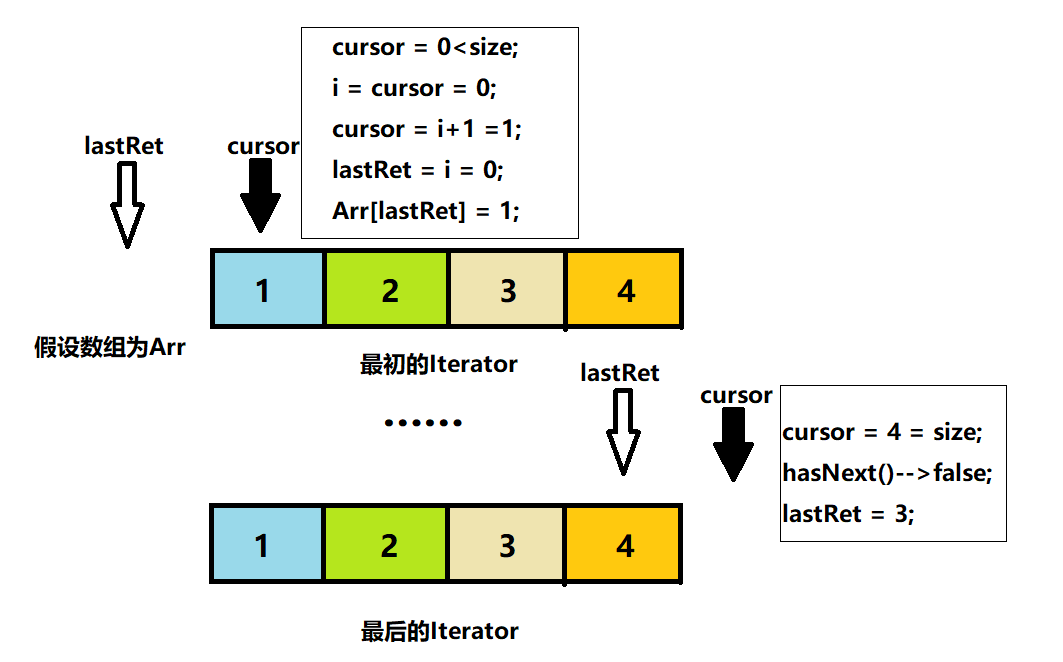 cursor = 0<size;
i = cursor = 0;
cursor = i+1 =1;
lastRet = i = 0;
Arr[lastRet] = 1;
lastRet
cursor
1 2 3 4
假设数组为Arr
最初的Iterator
lastRet
cursor
......
cursor = 4 = size;
hasNext()-->false;
lastRet = 3;
1 2 3 4
最后的Iterator